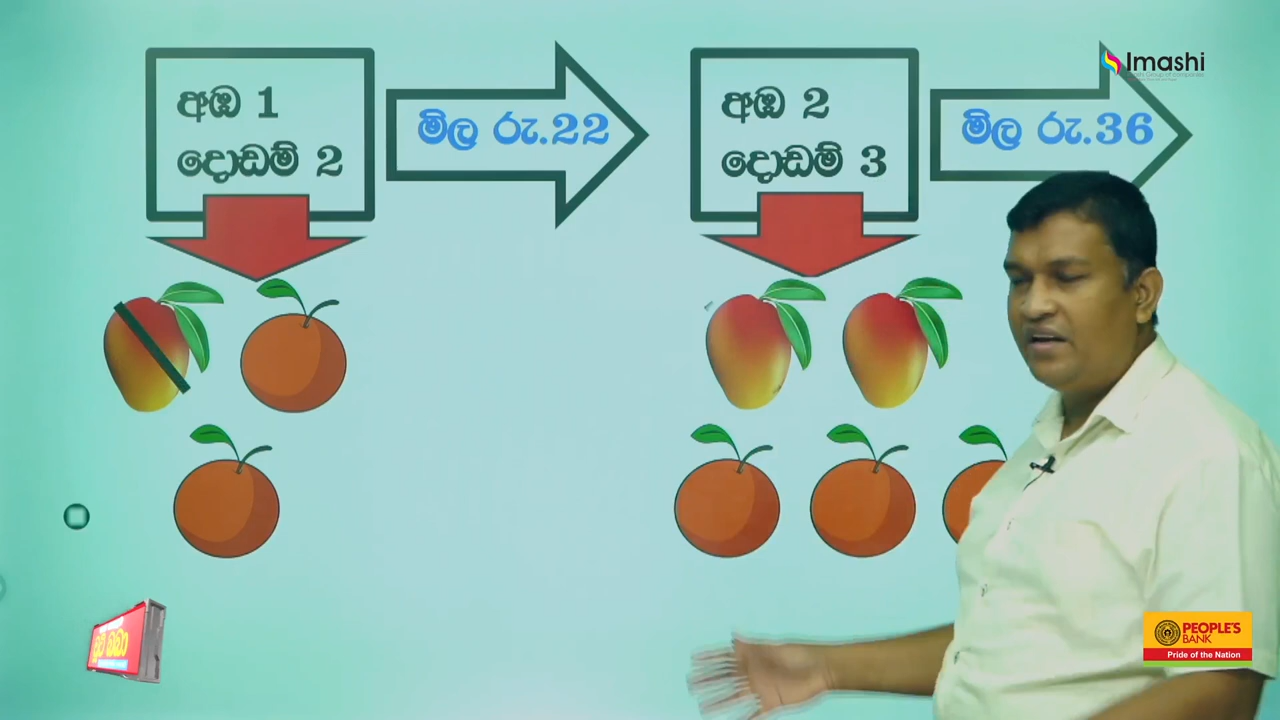 අඹ 1
දොඩම් 2
මිල රු.22
අඹ 2
දොඩම් 3
මිල රු.36
Imashi
PEOPLE'S
BANK
Pride of the Nation